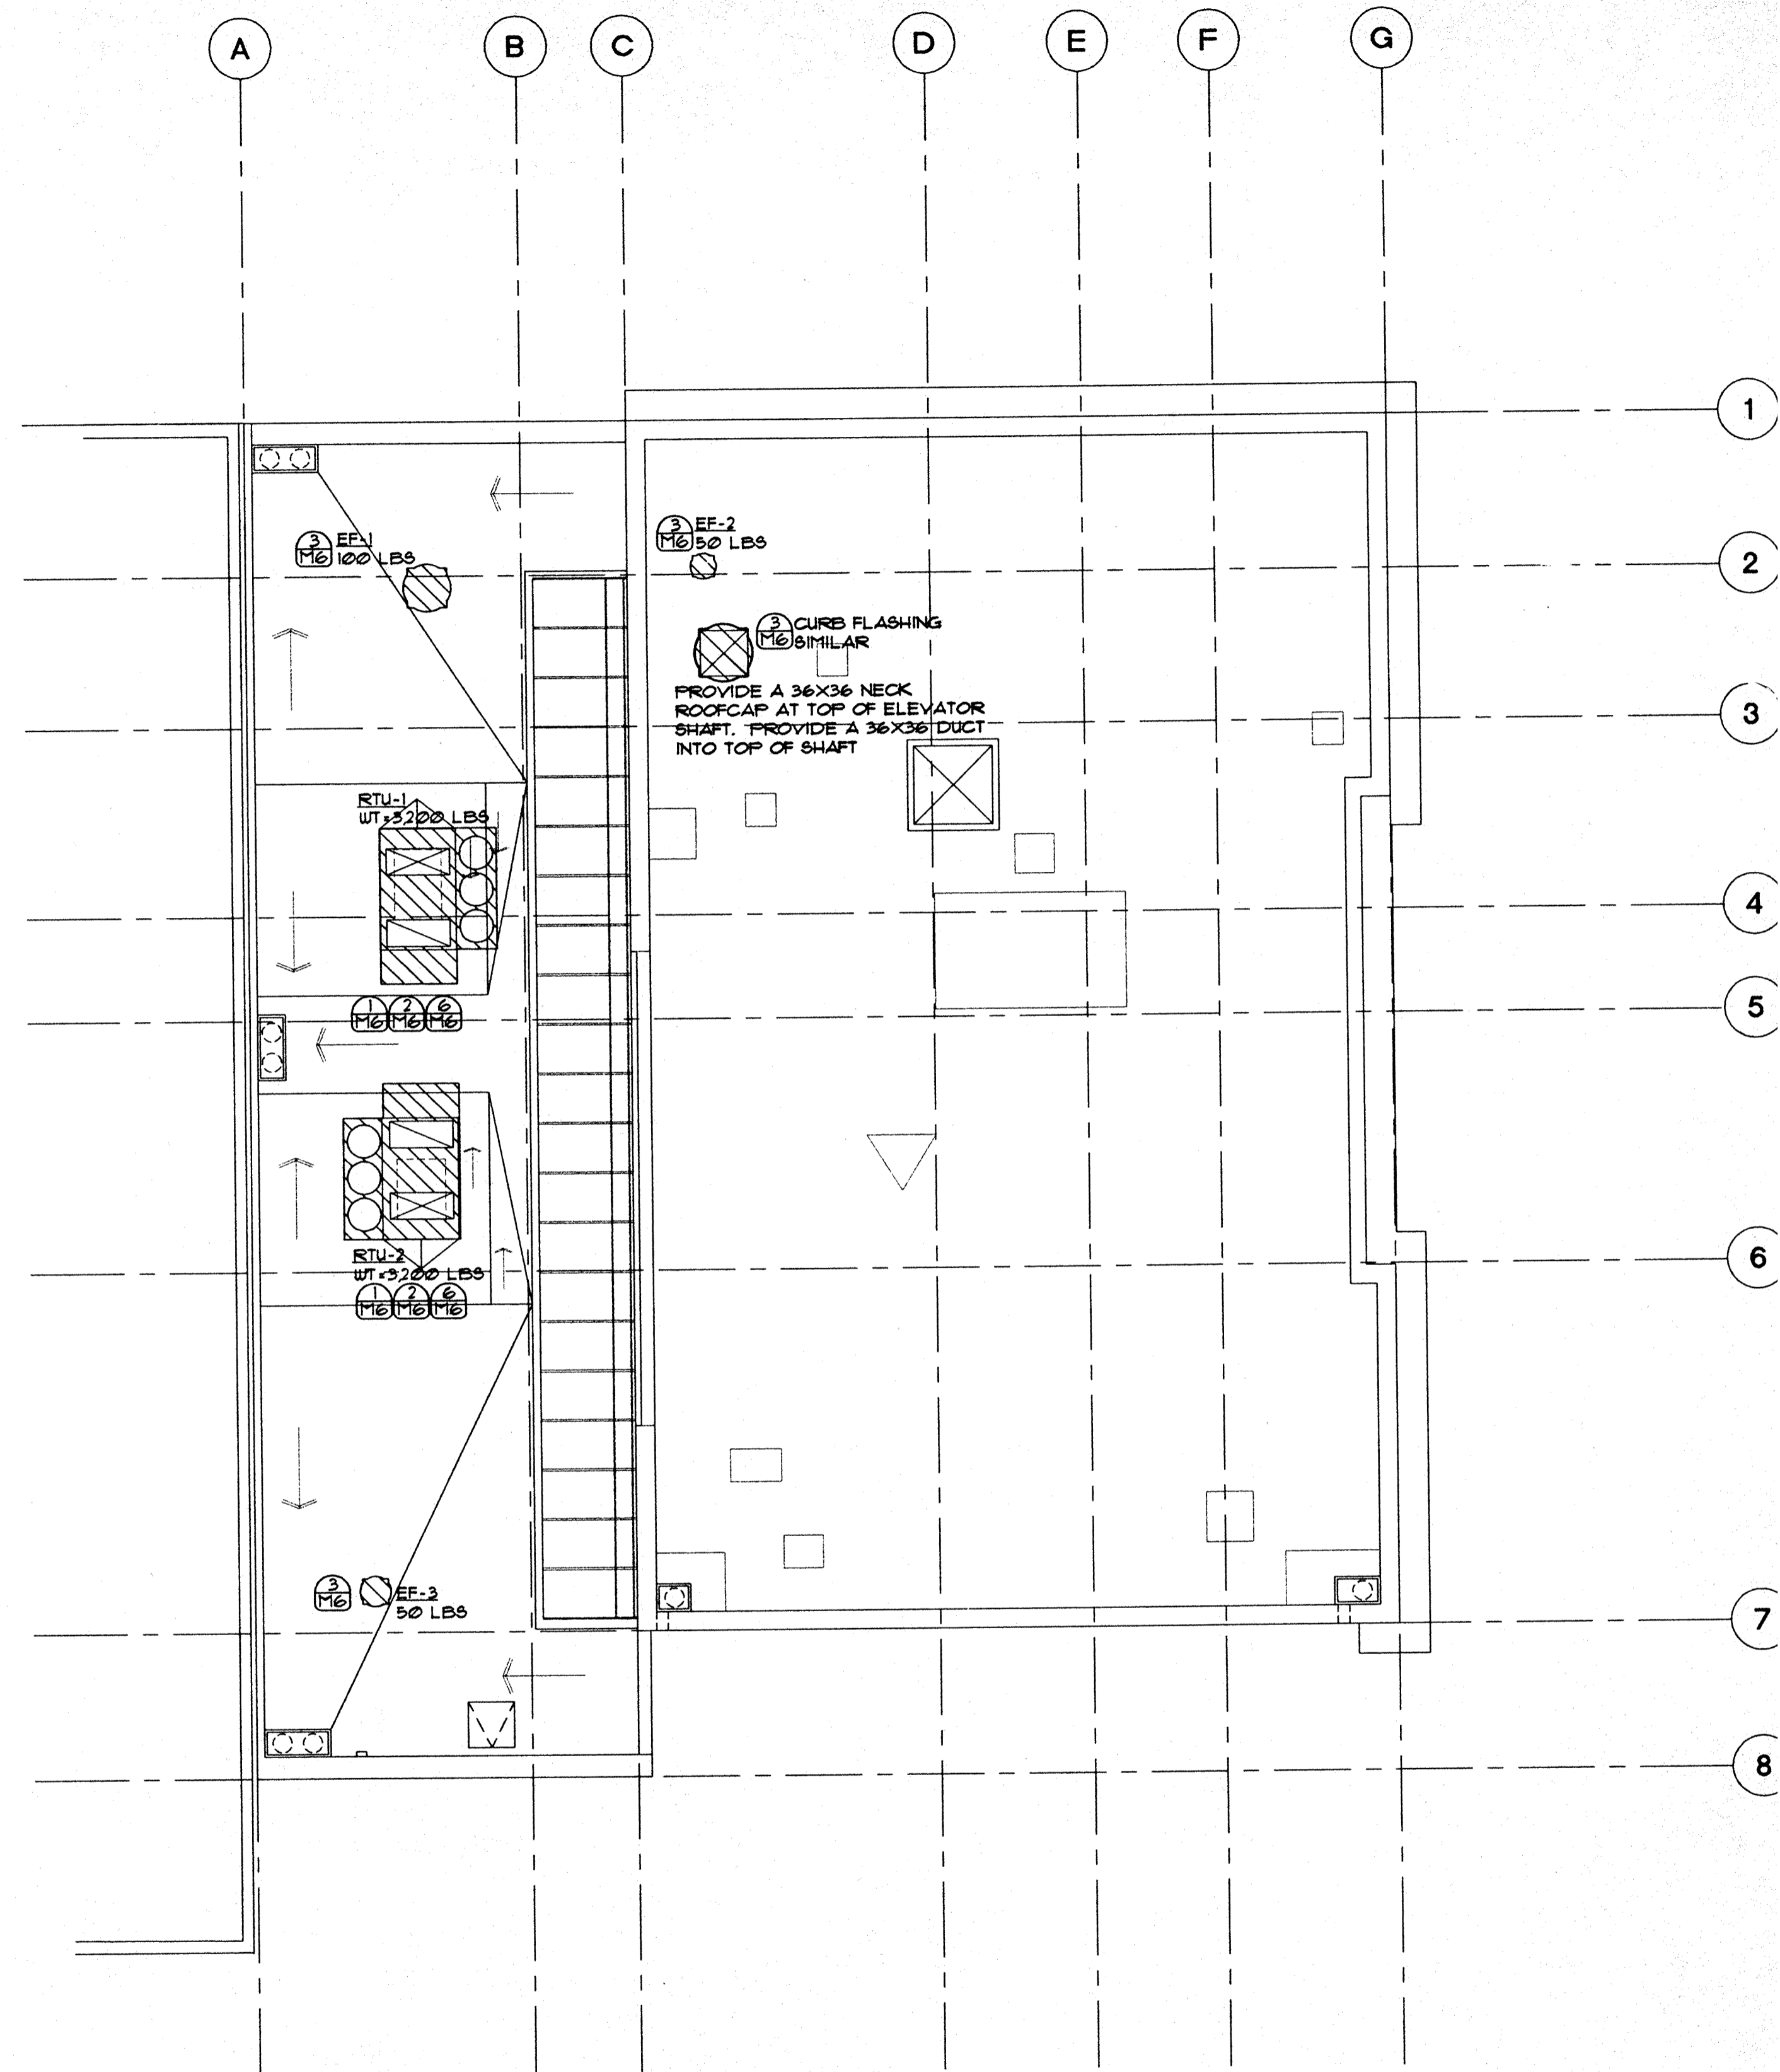 A B C D E F G
1
3 EF-2
M6 50 LBS
3 EF-1
M6 100 LBS
2
3 CURB FLASHING
M6 SIMILAR
PROVIDE A 36X36 NECK
ROOFCAP AT TOP OF ELEVATOR
SHAFT. PROVIDE A 36X36 DUCT
INTO TOP OF SHAFT
3
RTU-1
WT=3,200 LBS
4
1 2 6
M6 M6 M6
5
RTU-2
WT=3,200 LBS
1 2 6
M6 M6 M6
6
3 EF-3
M6 50 LBS
7
8